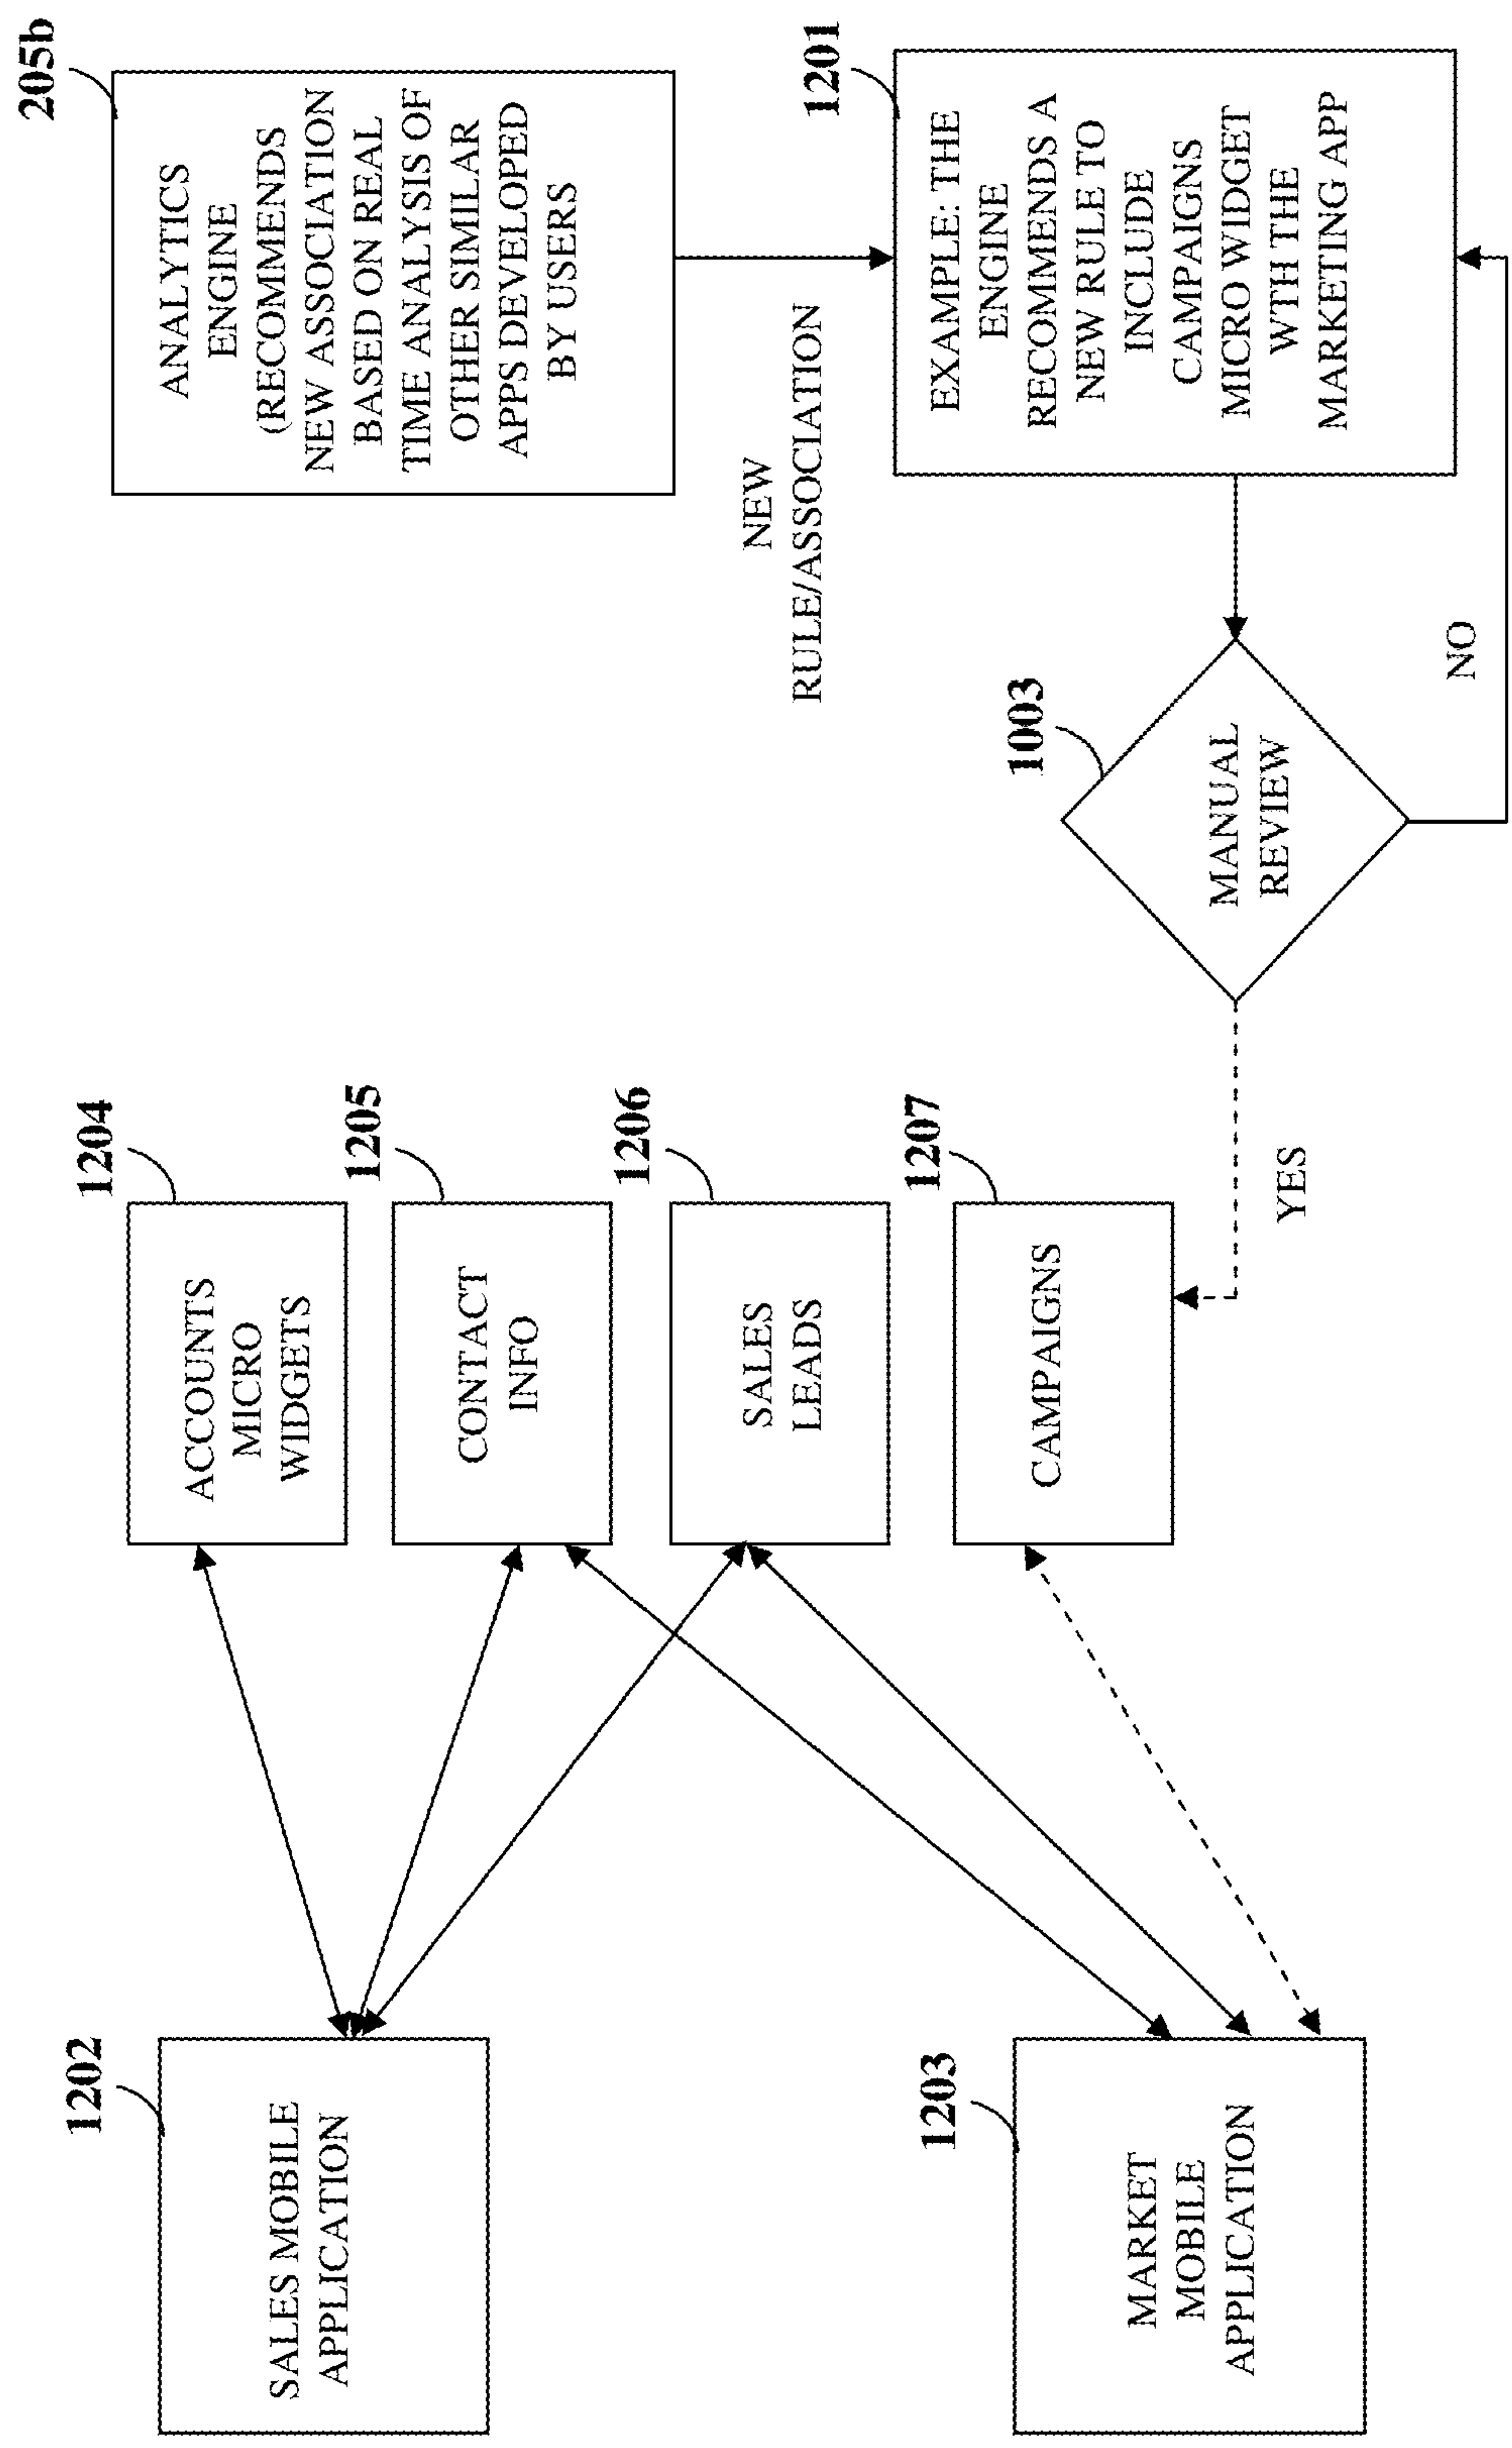 1202
SALES MOBILE
APPLICATION
1203
MARKET
MOBILE
APPLICATION
1204
ACCOUNTS
MICRO
WIDGETS
1205
CONTACT
INFO
1206
SALES
LEADS
1207
CAMPAIGNS
YES
1003
MANUAL
REVIEW
NO
205b
ANALYTICS
ENGINE
(RECOMMENDS
NEW ASSOCIATION
BASED ON REAL
TIME ANALYSIS OF
OTHER SIMILAR
APPS DEVELOPED
BY USERS
NEW
RULE/ASSOCIATION
1201
EXAMPLE: THE
ENGINE
RECOMMENDS A
NEW RULE TO
INCLUDE
CAMPAIGNS
MICRO WIDGET
WTH THE
MARKETING APP